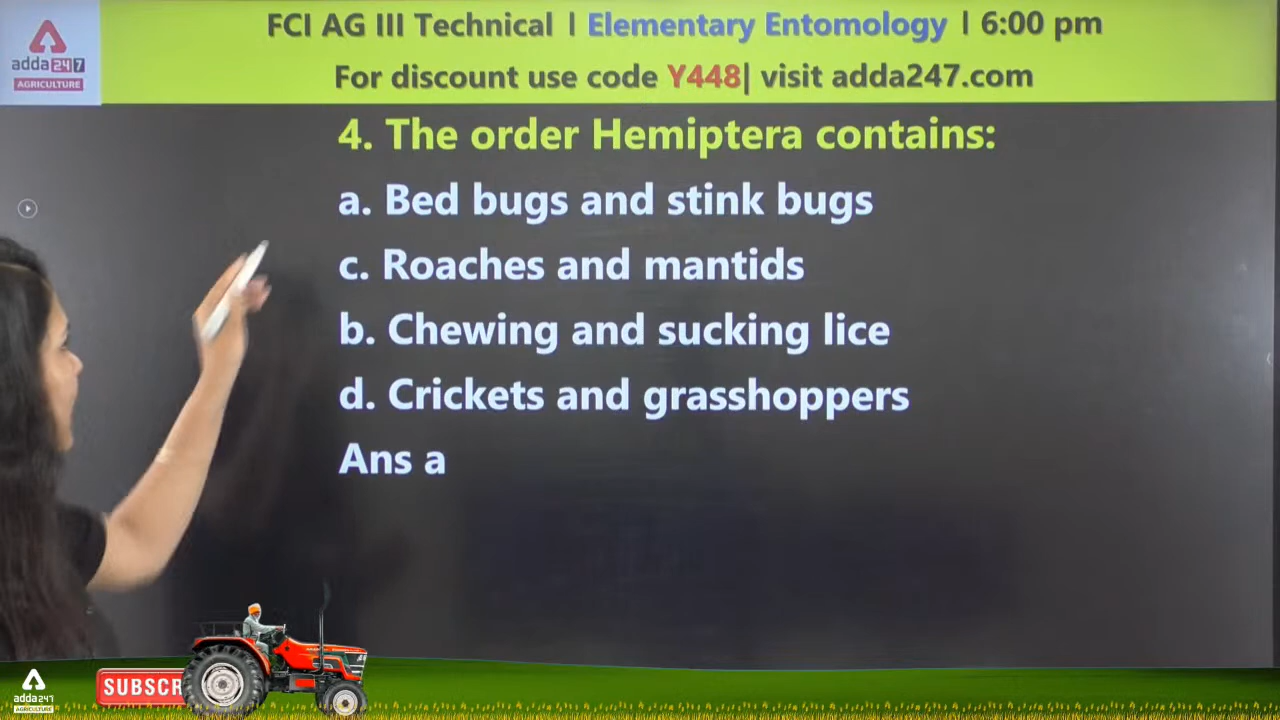 FCI AG III Technical | Elementary Entomology | 6:00 pm
For discount use code Y448| visit adda247.com
adda247
AGRICULTURE
4. The order Hemiptera contains:
a. Bed bugs and stink bugs
c. Roaches and mantids
b. Chewing and sucking lice
d. Crickets and grasshoppers
Ans a
adda247
AGRICULTURE
SUBSCR